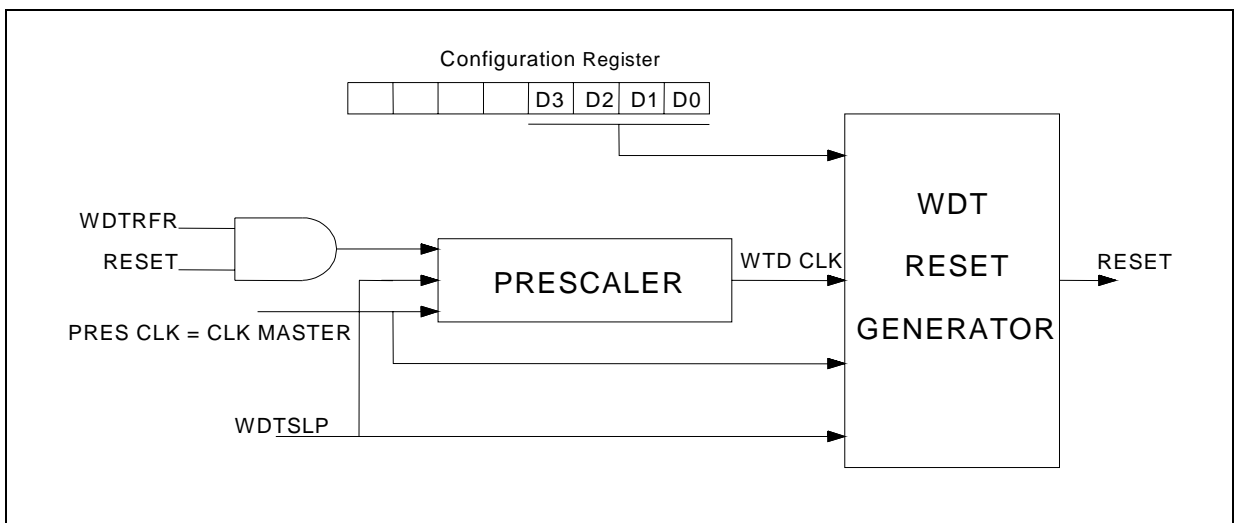 Configuration Register
D3 D2 D1 D0
WDTRFR
RESET
PRES CLK = CLK MASTER
WDTSLP
PRESCALER
WTD CLK
WDT
RESET
GENERATOR
RESET